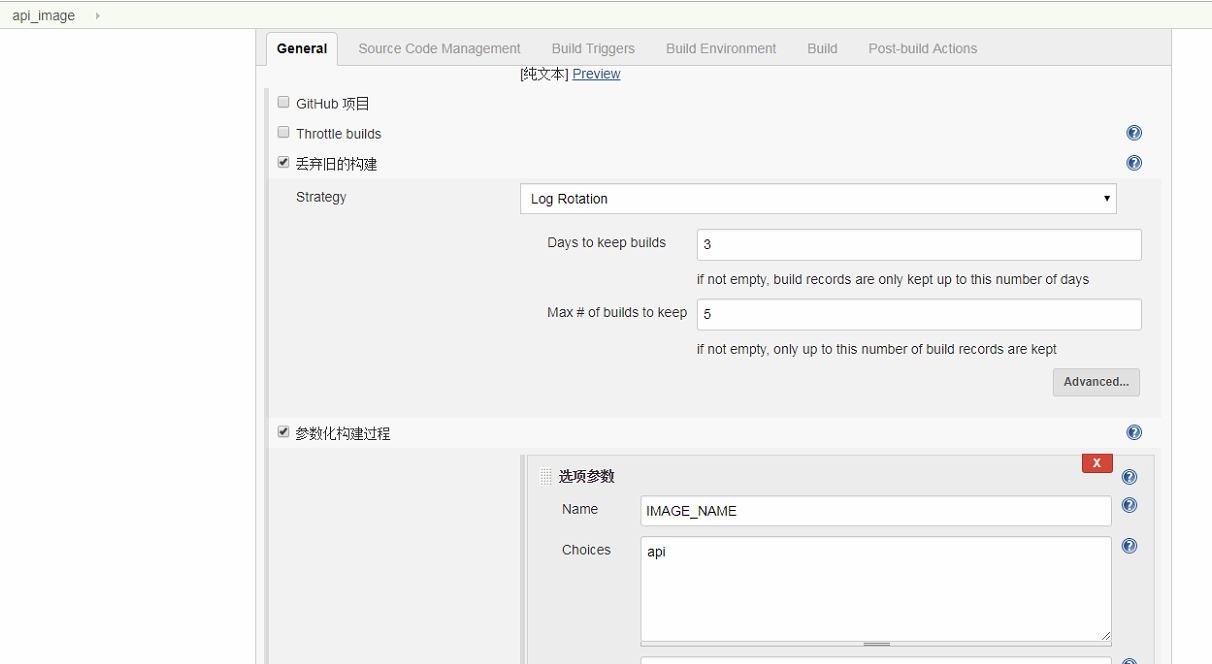 api_image
General Source Code Management Build Triggers Build Environment Build Post-build Actions
[纯文本] Preview
GitHub 项目
Throttle builds
丢弃旧的构建
Strategy Log Rotation
Days to keep builds 3
if not empty, build records are only kept up to this number of days
Max # of builds to keep 5
if not empty, only up to this number of build records are kept
Advanced...
参数化构建过程
X
选项参数
Name IMAGE_NAME
Choices api